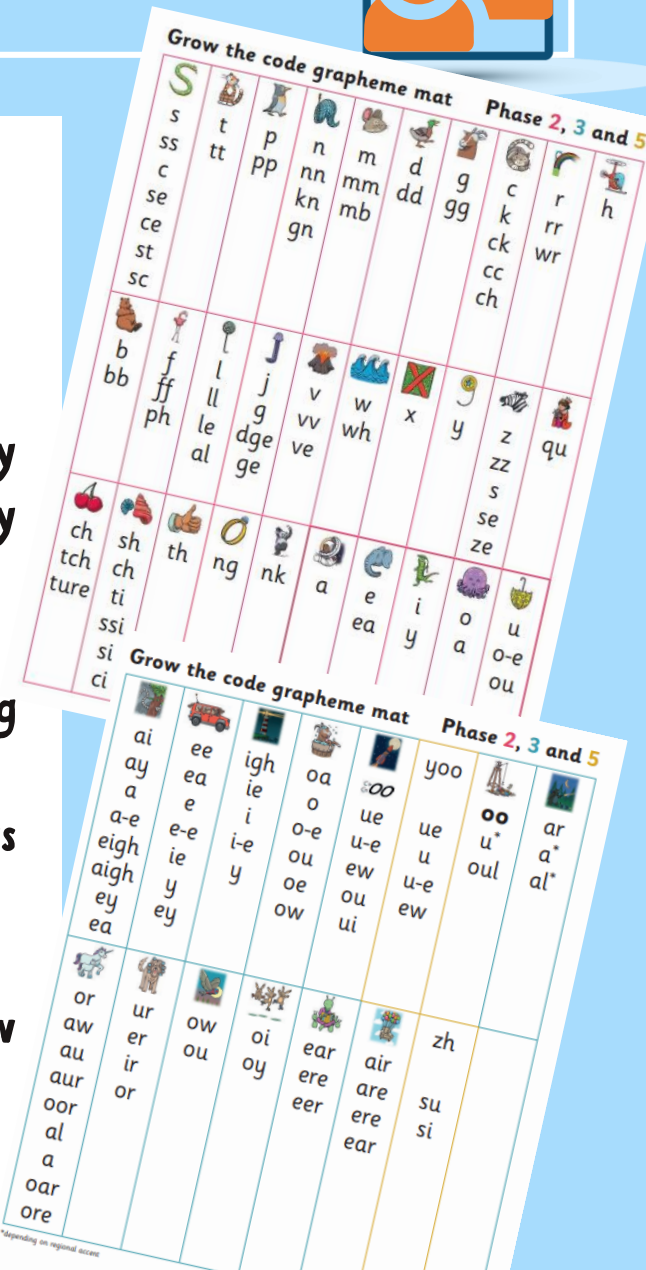 Grow the code grapheme mat Phase 2, 3 and 5
s
ss
c
se
ce
st
sc
t
tt
p
pp
n
nn
kn
gn
m
mm
mb
d
dd
g
gg
c
k
ck
cc
ch
r
rr
wr
h
b
bb
f
ff
ph
l
ll
le
al
j
g
dge
ge
v
vv
ve
w
wh
x
y
z
zz
s
se
ze
qu
ch
tch
ture
sh
ch
ti
ssi
si
ci
th
ng
nk
a
e
ea
i
y
o
a
u
o-e
ou
Grow the code grapheme mat Phase 2, 3 and 5
ai
ay
a
a-e
eigh
aigh
ey
ea
ee
ea
e
e-e
ie
y
ey
igh
ie
i
i-e
y
oa
o
o-e
ou
oe
ow
oo
ue
u-e
ew
ou
ui
yoo
ue
u
u-e
ew
oo
u*
oul
ar
a*
al*
or
aw
au
aur
oor
al
a
oar
ore
ur
er
ir
or
ow
ou
oi
oy
ear
ere
eer
air
are
ere
ear
zh
su
si
*depending on regional accent
y
y
g
s
w